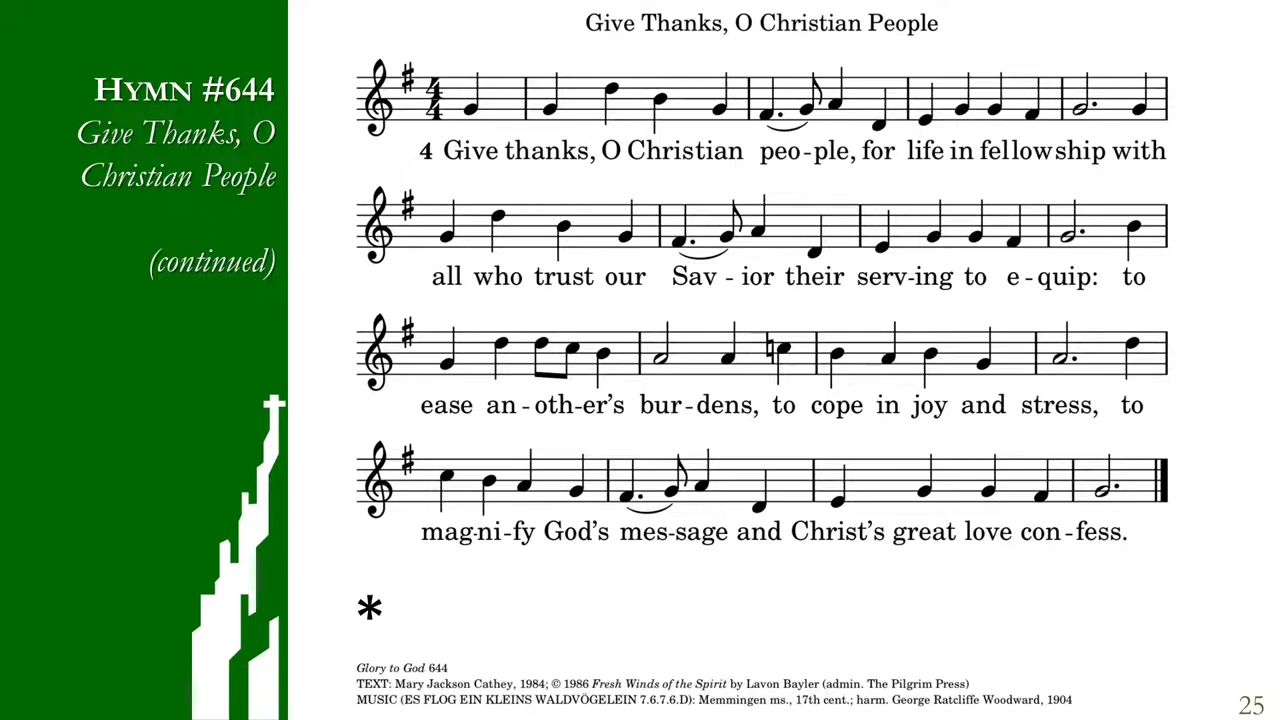 HYMN #644
Give Thanks, O
Christian People
(continued)
Give Thanks, O Christian People
4 Give thanks, O Christian peo-ple, for life in fellowship with
all who trust our Sav-ior their serv-ing to e-quip: to
ease an-oth-er's bur-dens, to cope in joy and stress, to
mag-ni-fy God's mes-sage and Christ's great love con-fess.
*
Glory to God 644
TEXT: Mary Jackson Cathey, 1984; © 1986 Fresh Winds of the Spirit by Lavon Bayler (admin. The Pilgrim Press)
MUSIC (ES FLOG EIN KLEINS WALDVÖGELEIN 7.6.7.6.D): Memmingen ms., 17th cent.; harm. George Ratcliffe Woodward, 1904
25